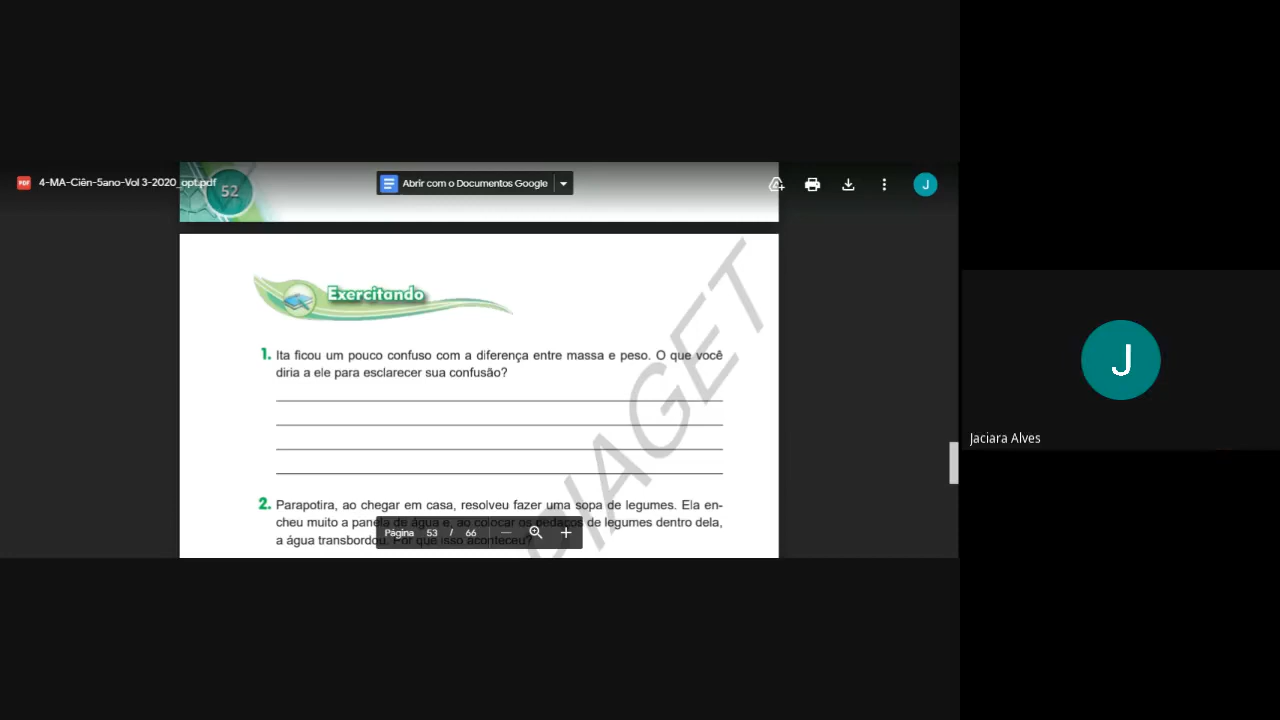 4-MA-Ciên-5ano-Vol 3-2020_opt.pdf
52
Abrir com o Documentos Google
J
Exercitando
1. Ita ficou um pouco confuso com a diferença entre massa e peso. O que você
diria a ele para esclarecer sua confusão?
2. Parapotira, ao chegar em casa, resolveu fazer uma sopa de legumes. Ela en-
cheu muito a panela de água e, ao colocar os pedaços de legumes dentro dela,
a água transbordou. Por que isso aconteceu?
Página 53 / 66
PIAGET
J
Jaciara Alves